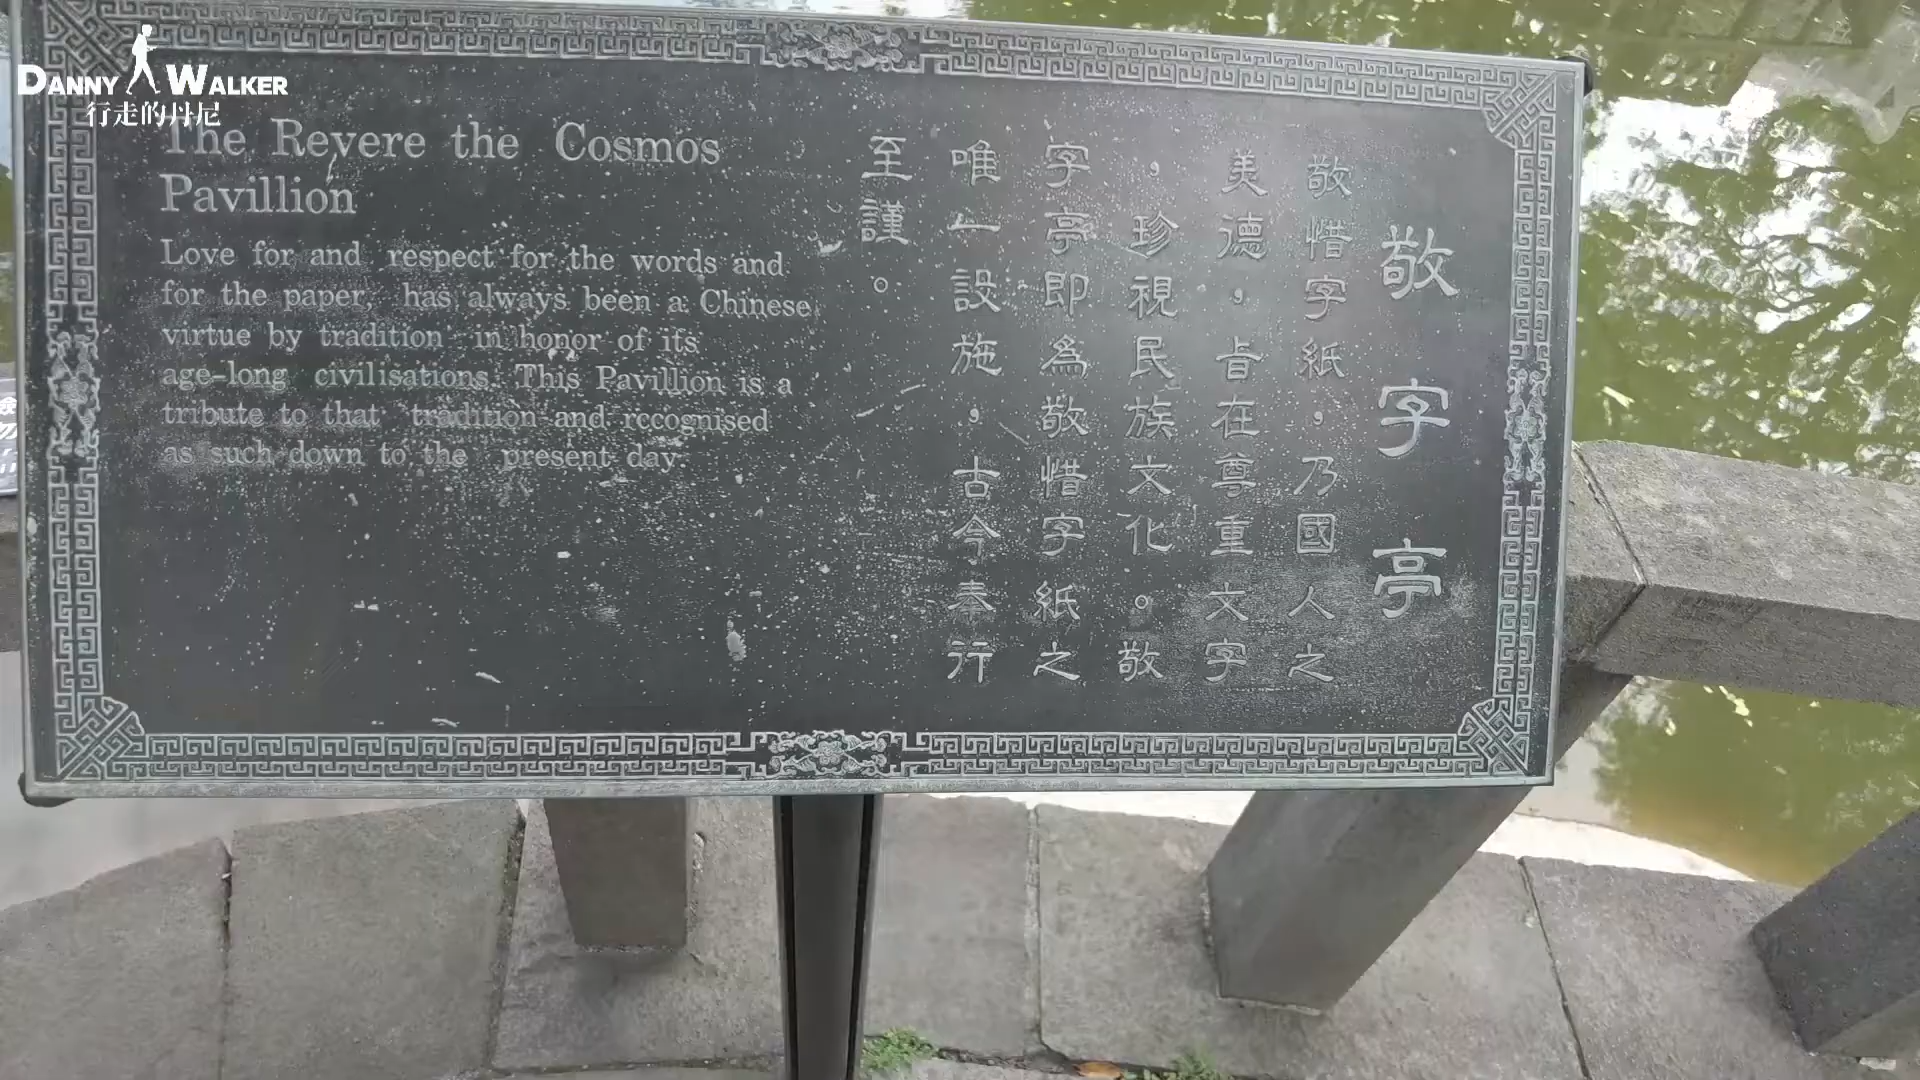 DANNY WALKER
行走的丹尼
The Revere the Cosmos
Pavillion
Love for and respect for the words and
for the paper, has always been a Chinese
virtue by tradition in honor of its
age-long civilisations. This Pavillion is a
tribute to that tradition and recognised
as such down to the present day.
敬字亭
敬惜字紙，乃國人之
美德，旨在尊重文字
，珍視民族文化。敬
字亭即為敬惜字紙之
唯一設施，古今奉行
至謹。